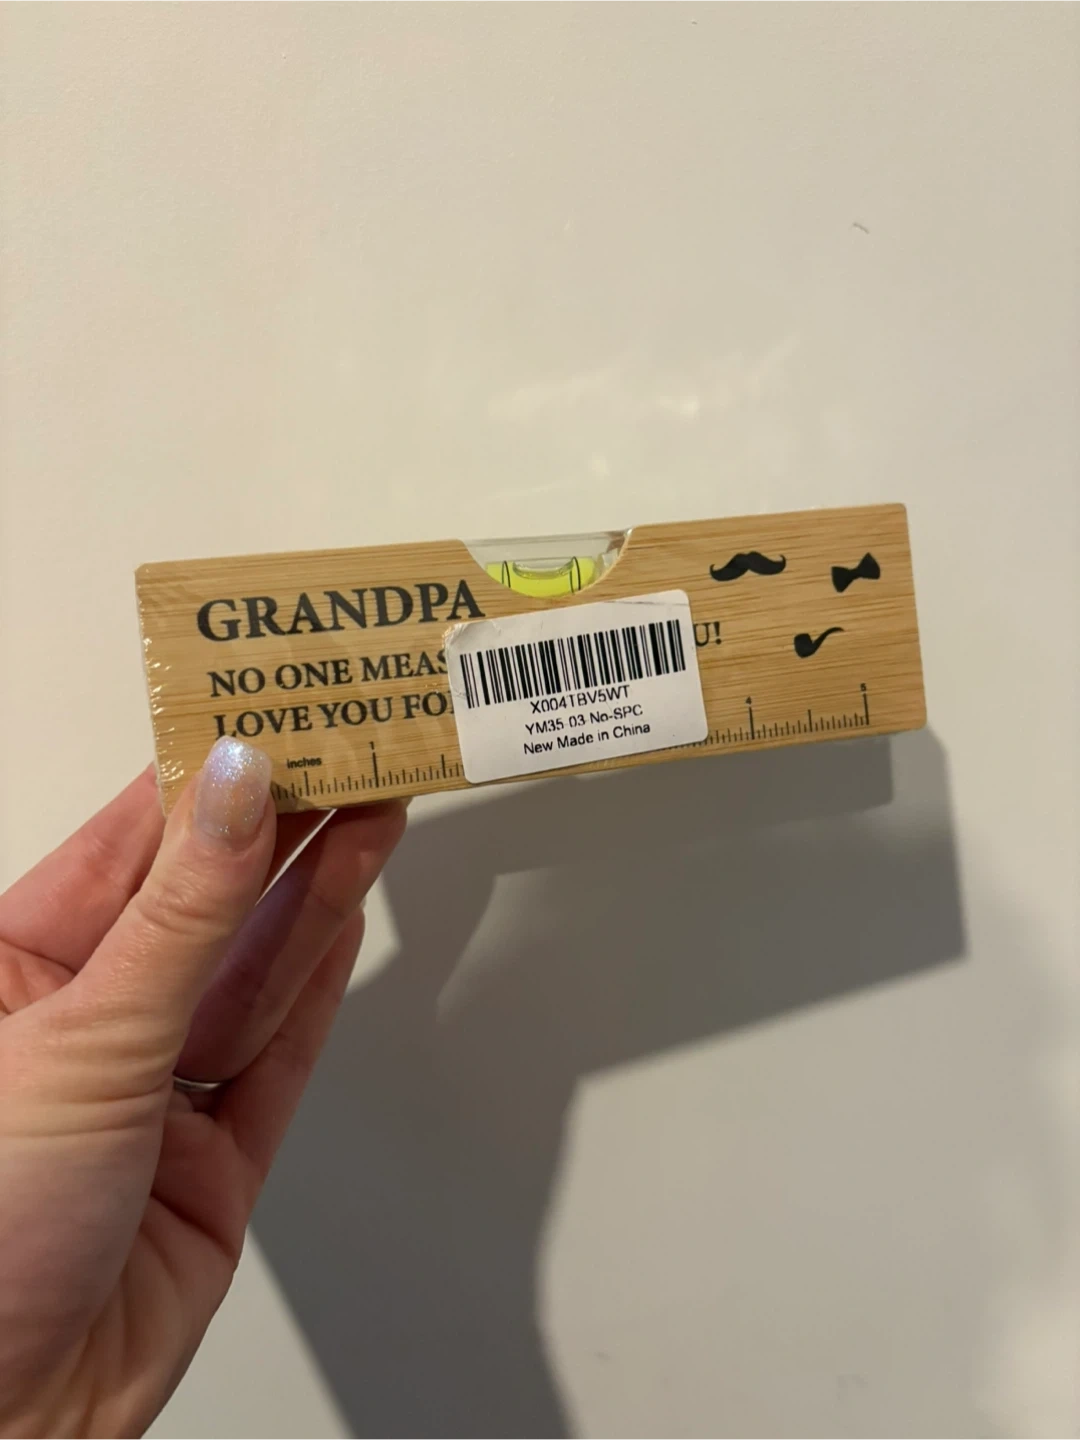 GRANDPA
NO ONE MEAS U!
LOVE YOU FO
X004TBV5WT
YM35-03-No-SPC
New Made in China
inches 1 4 5